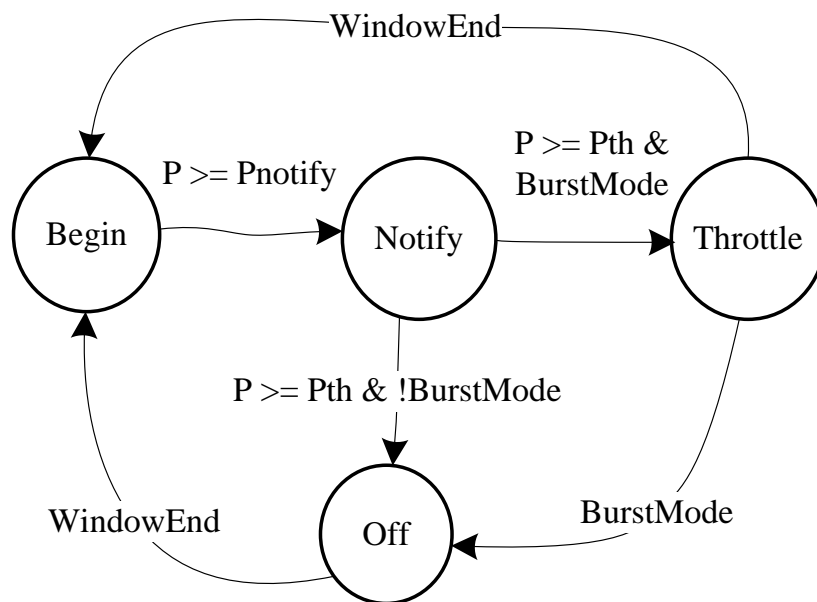 WindowEnd
P >= Pnotify
P >= Pth &
BurstMode
Begin
Notify
Throttle
P >= Pth & !BurstMode
WindowEnd
Off
BurstMode